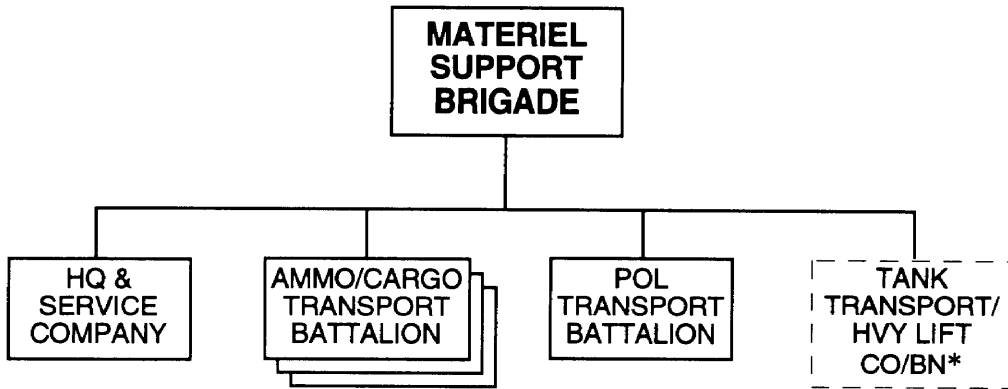 MATERIEL
SUPPORT
BRIGADE
HQ &
SERVICE
COMPANY
AMMO/CARGO
TRANSPORT
BATTALION
POL
TRANSPORT
BATTALION
TANK
TRANSPORT/
HVY LIFT
CO/BN*